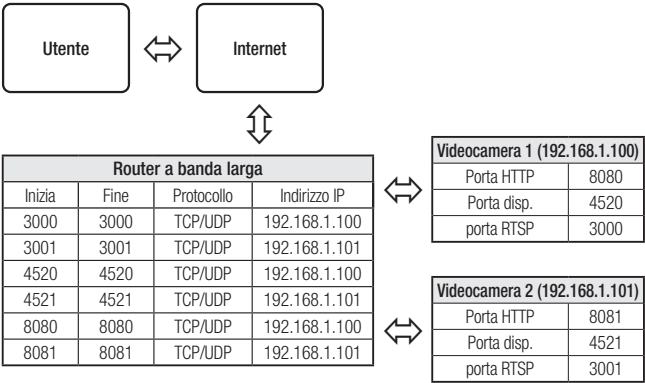 Utente
Internet
Router a banda larga
Inizia Fine Protocollo Indirizzo IP
3000 3000 TCP/UDP 192.168.1.100
3001 3001 TCP/UDP 192.168.1.101
4520 4520 TCP/UDP 192.168.1.100
4521 4521 TCP/UDP 192.168.1.101
8080 8080 TCP/UDP 192.168.1.100
8081 8081 TCP/UDP 192.168.1.101
Videocamera 1 (192.168.1.100)
Porta HTTP 8080
Porta disp. 4520
porta RTSP 3000
Videocamera 2 (192.168.1.101)
Porta HTTP 8081
Porta disp. 4521
porta RTSP 3001